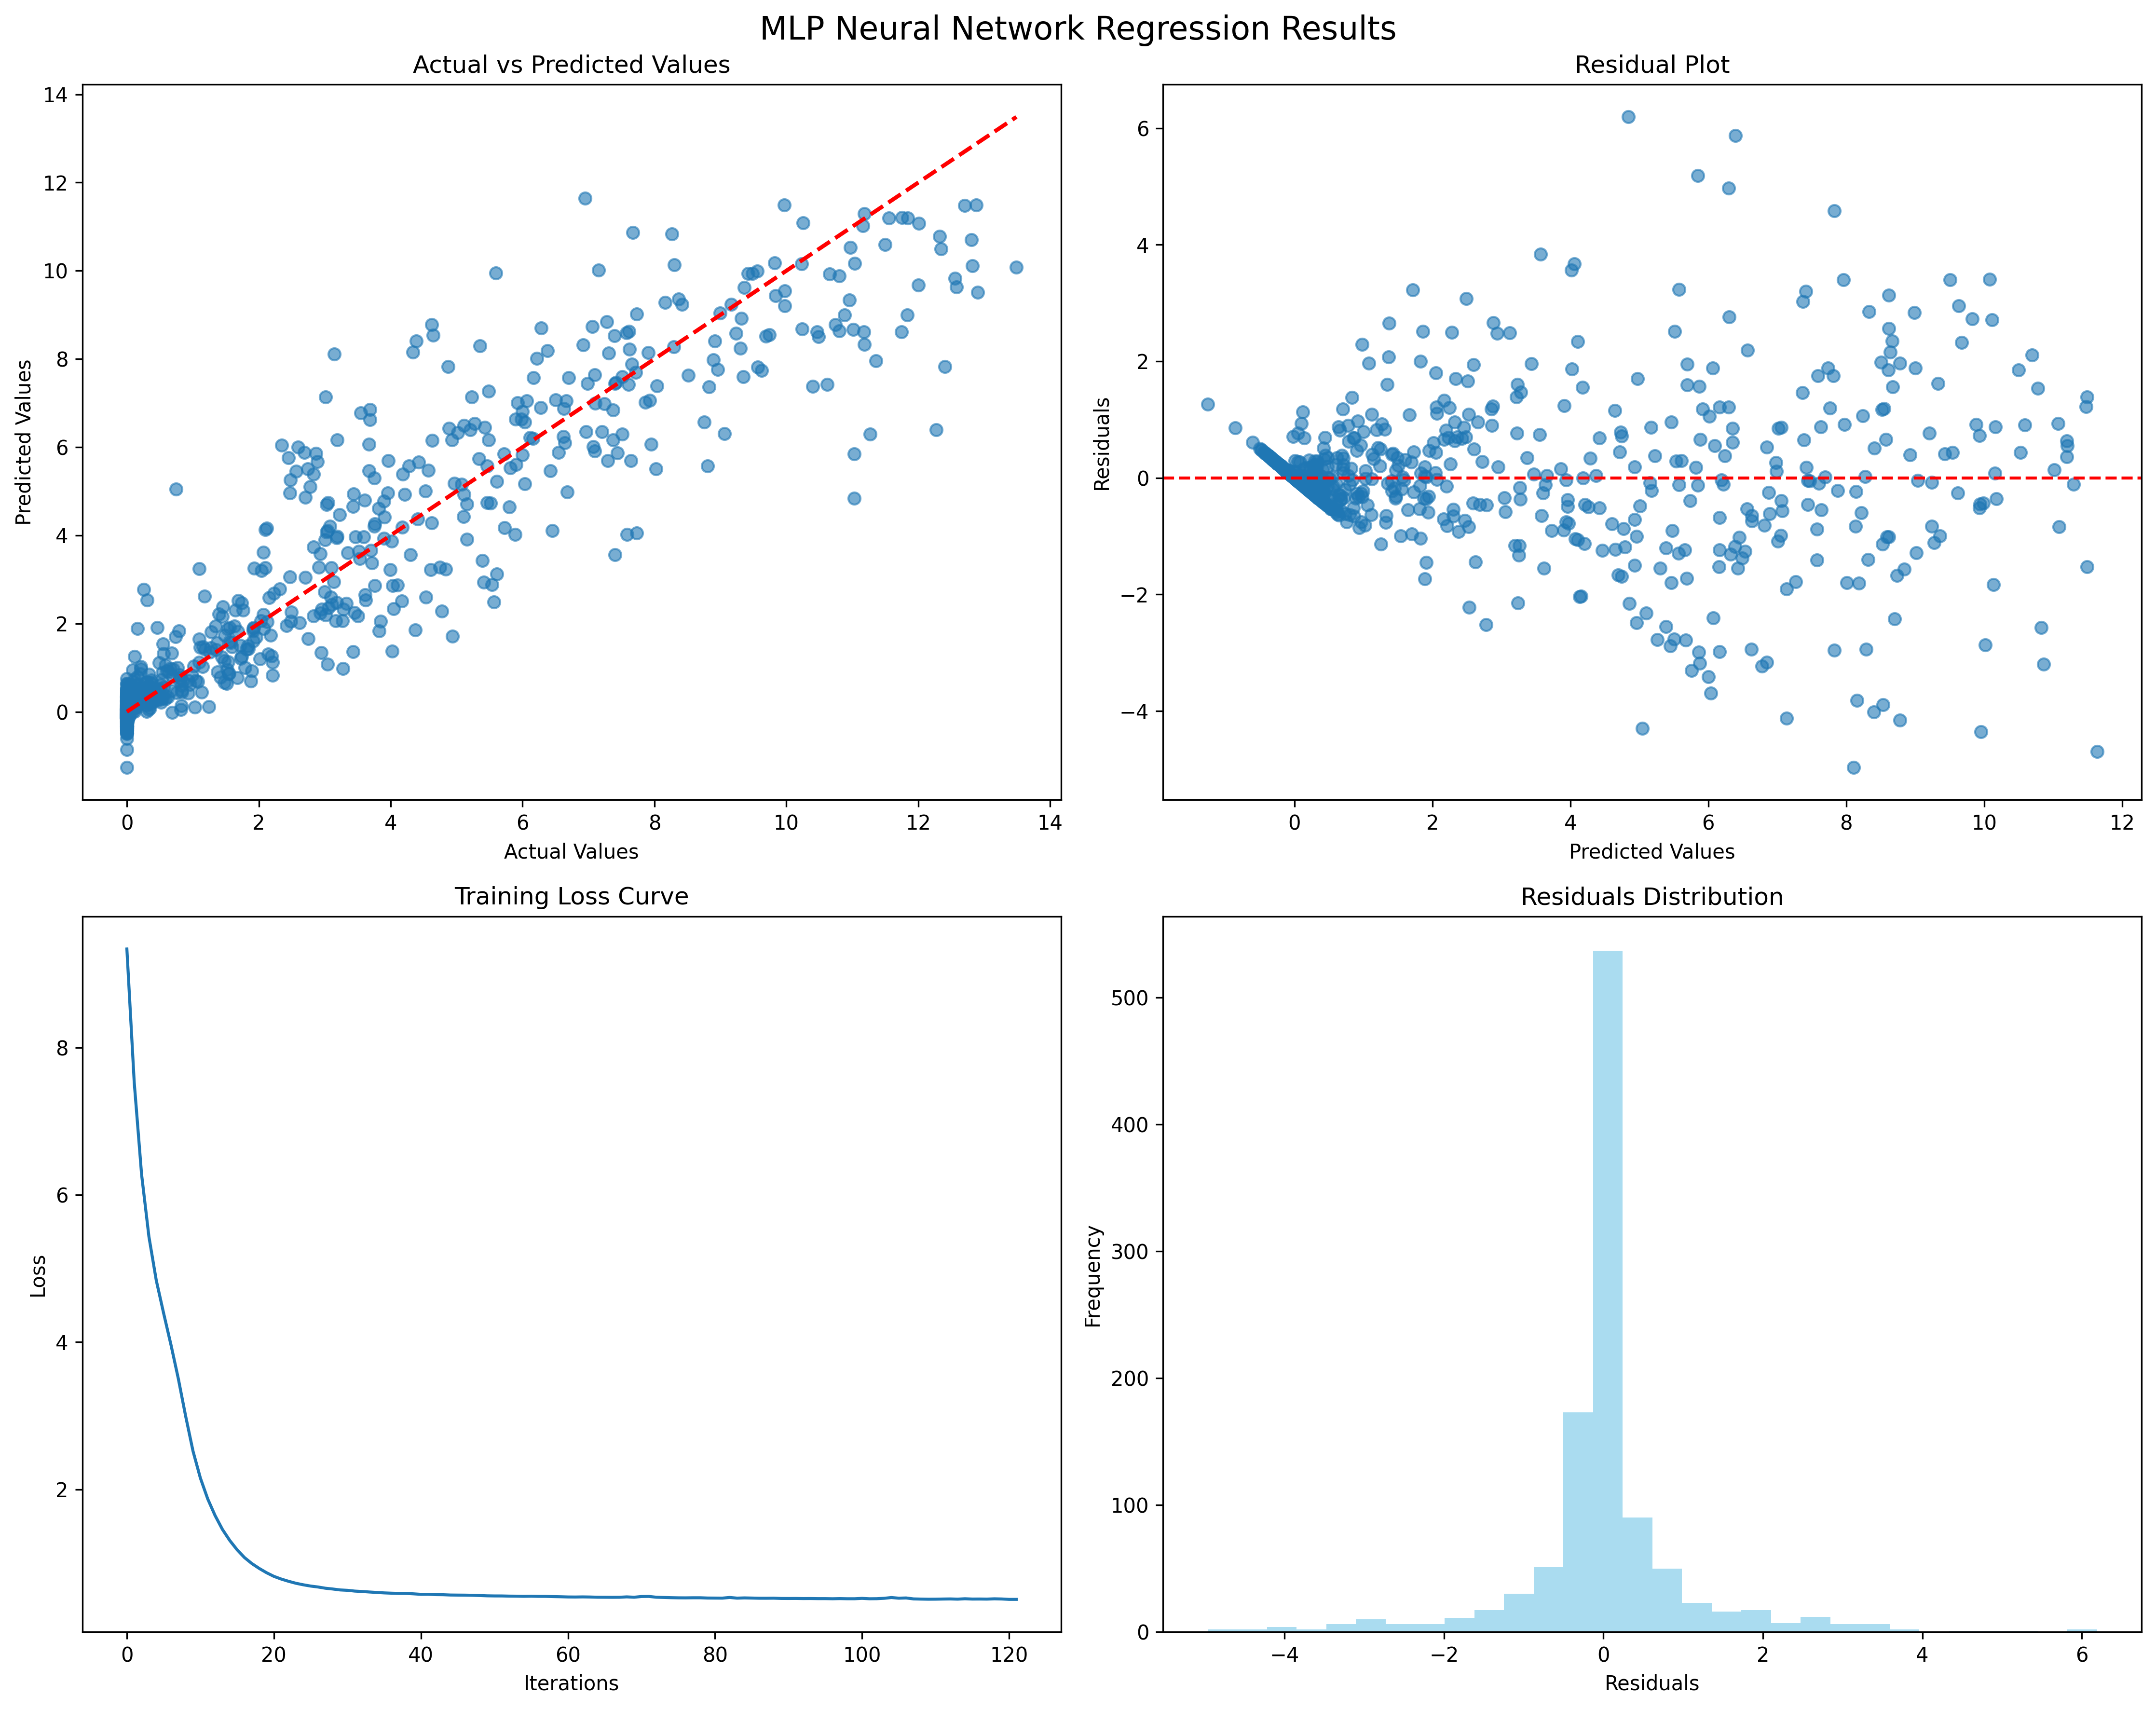 MLP Neural Network Regression Results
Actual vs Predicted Values
14
12
10
8
6
4
2
0
Predicted Values
0 2 4 6 8 10 12 14
Actual Values
Residual Plot
6
4
2
0
−2
−4
Residuals
0 2 4 6 8 10 12
Predicted Values
Training Loss Curve
8
6
4
2
Loss
0 20 40 60 80 100 120
Iterations
Residuals Distribution
500
400
300
200
100
0
Frequency
−4 −2 0 2 4 6
Residuals